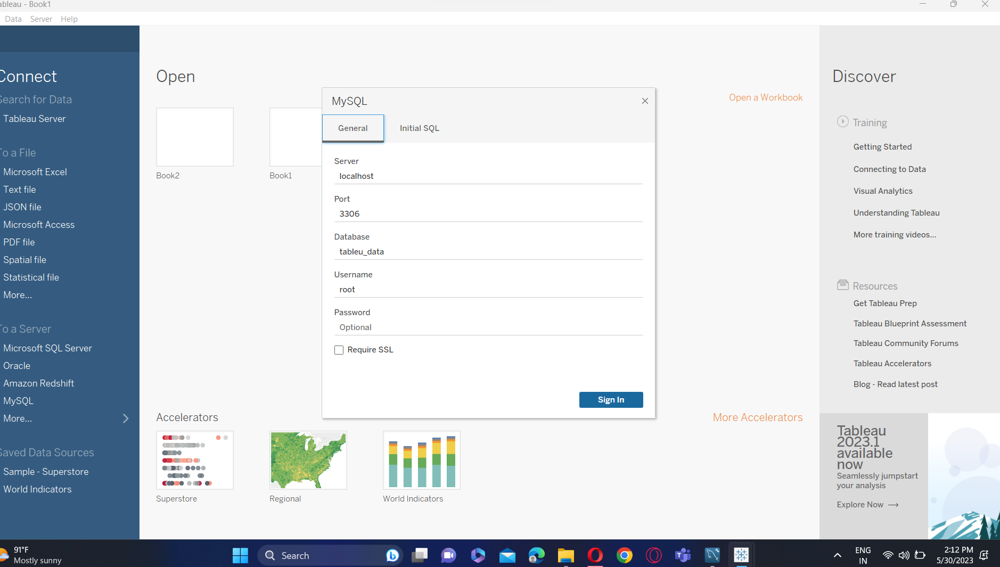 ableau - Book1
Data Server Help
Connect
Search for Data
Tableau Server
To a File
Microsoft Excel
Text file
JSON file
Microsoft Access
PDF file
Spatial file
Statistical file
More...
To a Server
Microsoft SQL Server
Oracle
Amazon Redshift
MySQL
More...
Saved Data Sources
Sample - Superstore
World Indicators
Open
Open a Workbook
Book2
Book1
MySQL
General
Initial SQL
Server
localhost
Port
3306
Database
tableu_data
Username
root
Password
Optional
Require SSL
Sign In
Accelerators
More Accelerators
Superstore
Regional
World Indicators
Discover
Training
Getting Started
Connecting to Data
Visual Analytics
Understanding Tableau
More training videos...
Resources
Get Tableau Prep
Tableau Blueprint Assessment
Tableau Community Forums
Tableau Accelerators
Blog - Read latest post
Tableau
2023.1
available
now
Seamlessly jumpstart
your analysis
Explore Now
91°F
Mostly sunny
Search
ENG
IN
2:12 PM
5/30/2023